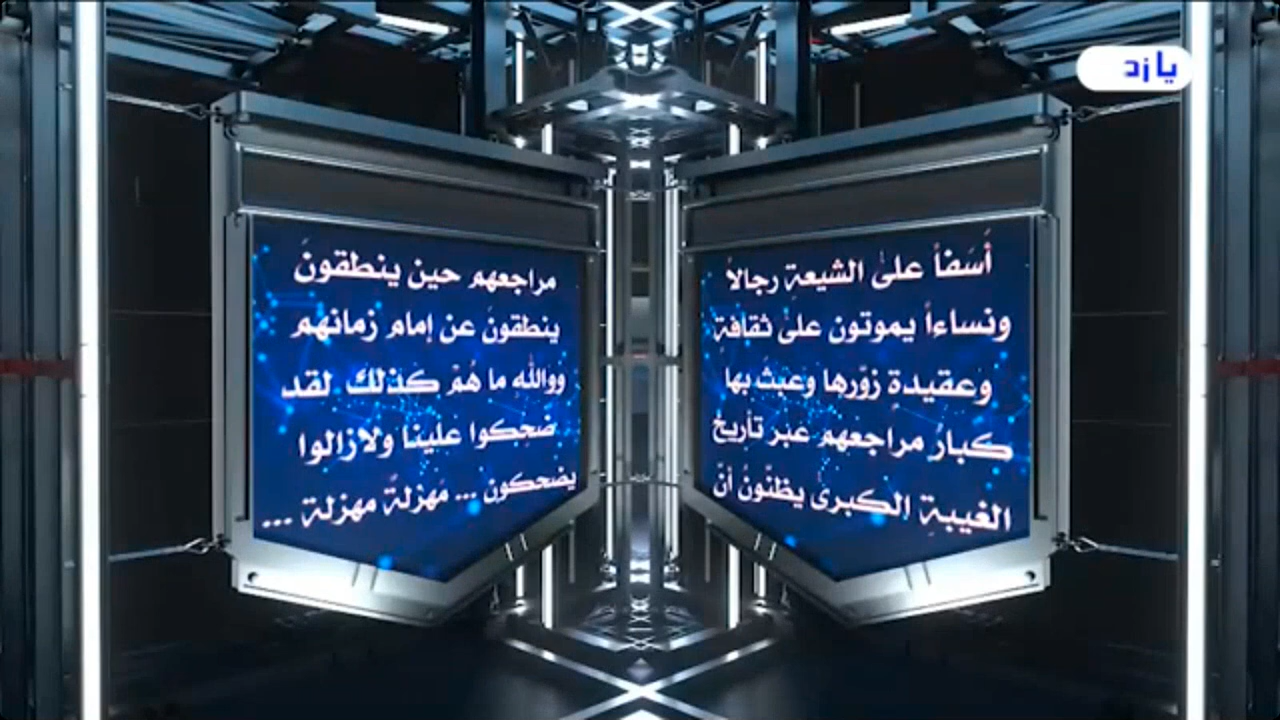 يا زد
أَسَفاً على الشيعةِ رجالاً
ونساءاً يموتون على ثقافةٍ
وعقيدةٍ زوّرها وعبثَ بها
كبارُ مراجعهم عبر تأريخ
الغيبةِ الكبرى يظنّونَ أنّ
مراجعهم حين ينطقونَ
ينطقونَ عن إمام زمانهم
وواللهِ ما هُمْ كذلك لقد
ضحكوا علينا ولازالوا
يضحكون ... مهزلةٌ مهزلة ...